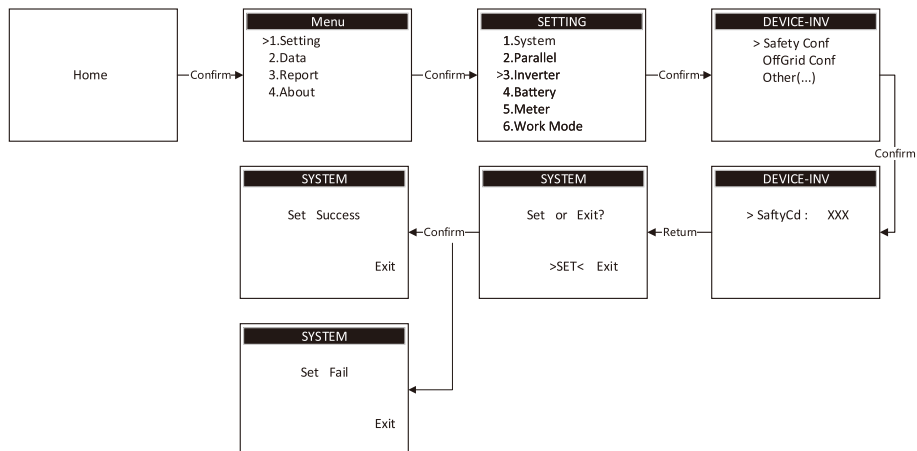 Home
Confirm
Menu
>1.Setting
2.Data
3.Report
4.About
Confirm
SETTING
1.System
2.Parallel
>3.Inverter
4.Battery
5.Meter
6.Work Mode
Confirm
DEVICE-INV
> Safety Conf
OffGrid Conf
Other(...)
Confirm
DEVICE-INV
> SaftyCd : XXX
Return
SYSTEM
Set or Exit?
>SET< Exit
Confirm
SYSTEM
Set Success
Exit
SYSTEM
Set Fail
Exit